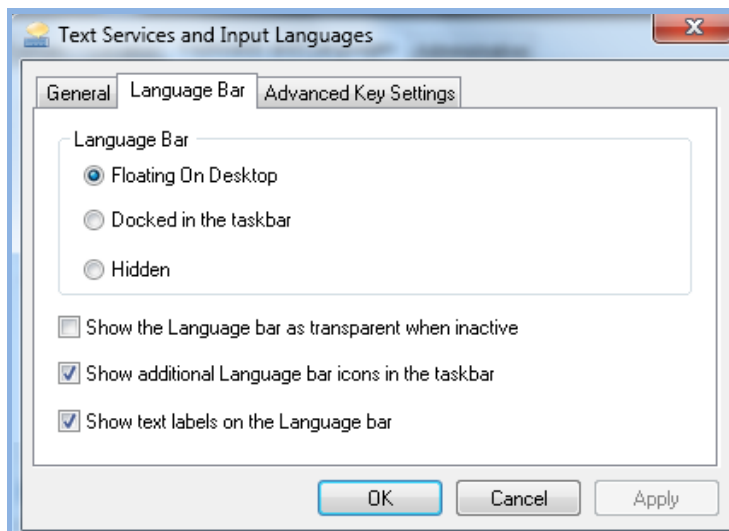 Text Services and Input Languages
General
Language Bar
Advanced Key Settings
Language Bar
Floating On Desktop
Docked in the taskbar
Hidden
Show the Language bar as transparent when inactive
Show additional Language bar icons in the taskbar
Show text labels on the Language bar
OK
Cancel
Apply